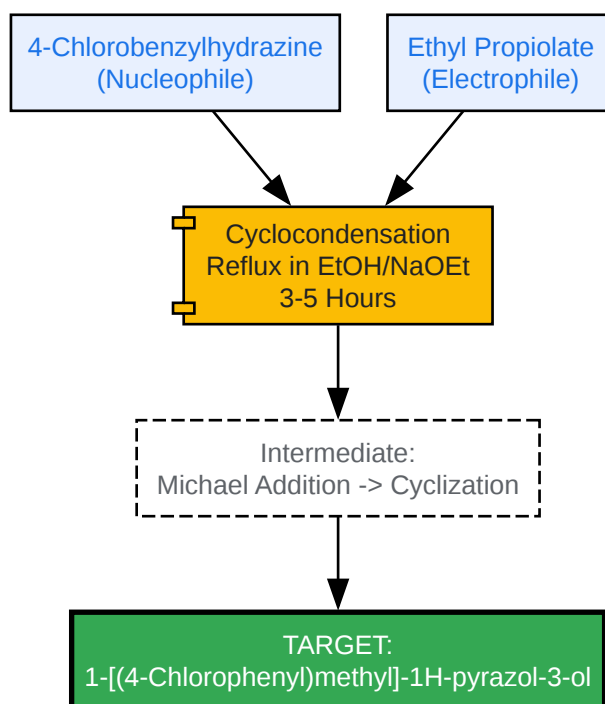 4-Chlorobenzylhydrazine
(Nucleophile)
Ethyl Propiolate
(Electrophile)
Cyclocondensation
Reflux in EtOH/NaOEt
3-5 Hours
Intermediate:
Michael Addition -> Cyclization
TARGET:
1-[(4-Chlorophenyl)methyl]-1H-pyrazol-3-ol